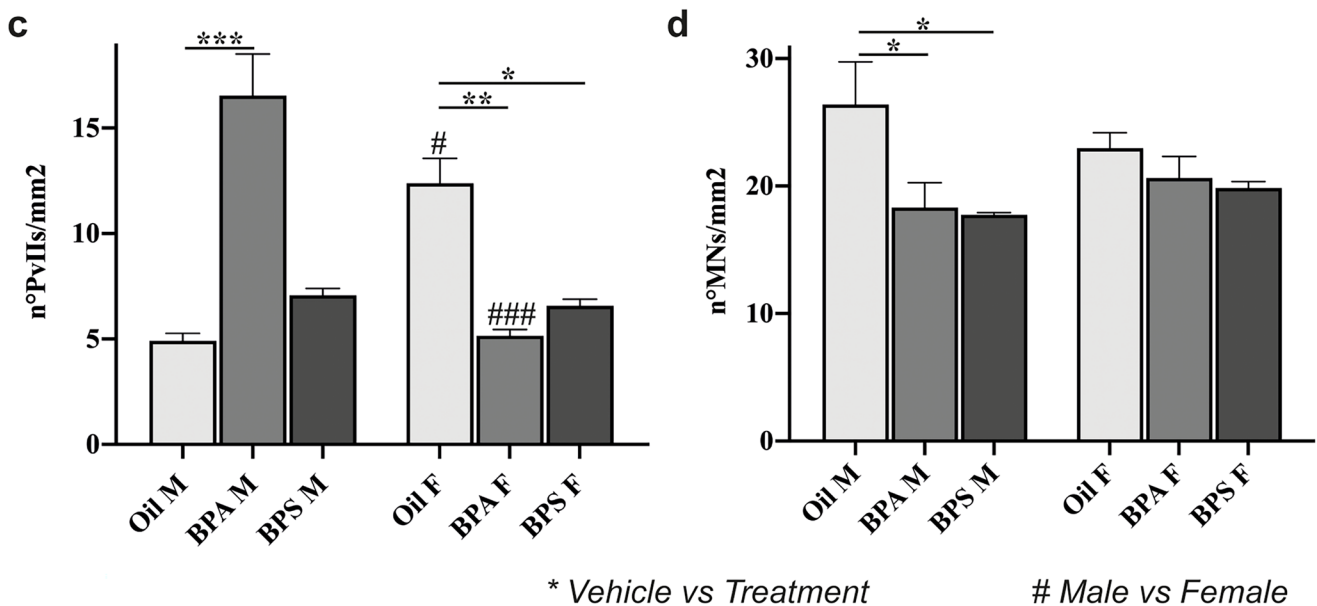 c
***
*
**
#
###
n°PvIIs/mm2
15
10
5
0
Oil M
BPA M
BPS M
Oil F
BPA F
BPS F
d
*
*
n°MNs/mm2
30
20
10
0
Oil M
BPA M
BPS M
Oil F
BPA F
BPS F
* Vehicle vs Treatment
# Male vs Female